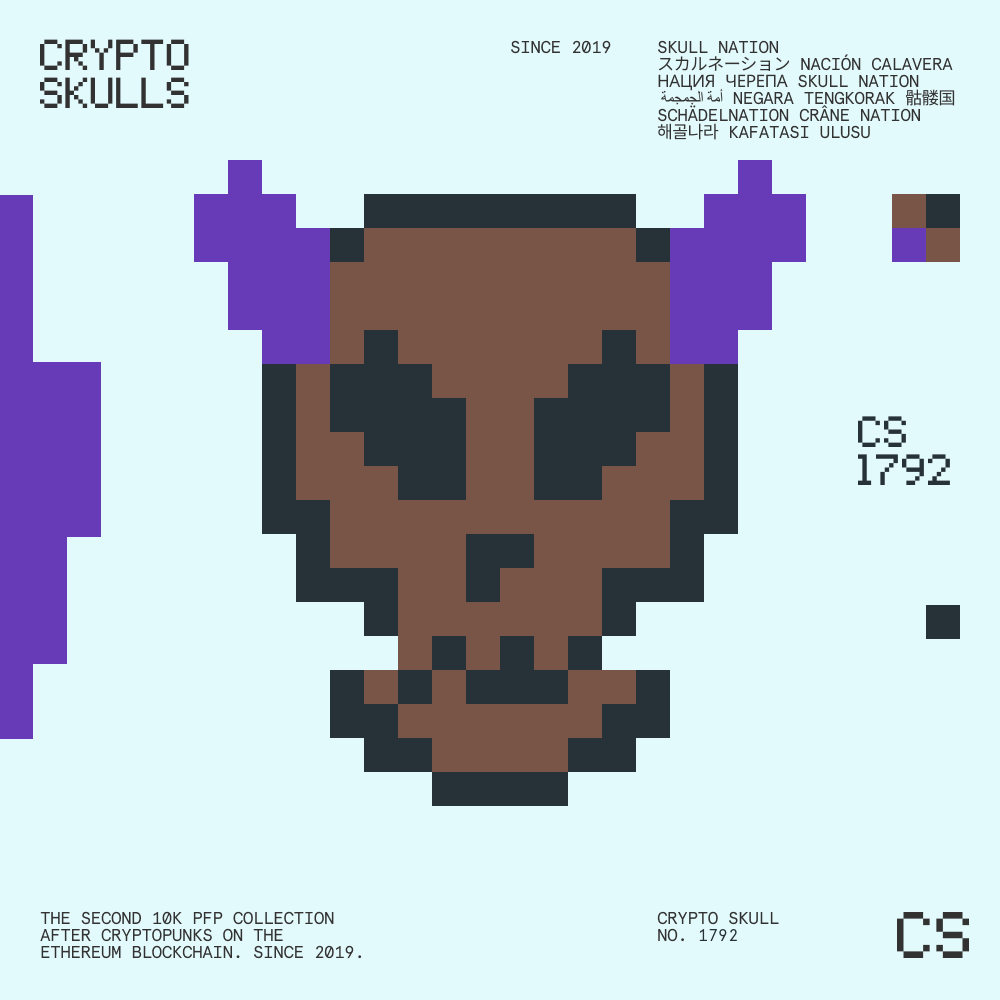 CRYPTO
SKULLS
SINCE 2019
SKULL NATION
スカルネーション NACIÓN CALAVERA
НАЦИЯ ЧЕРЕПА SKULL NATION
أمة الجمجمة NEGARA TENGKORAK 骷髅国
SCHÄDELNATION CRÂNE NATION
해골나라 KAFATASI ULUSU
CS
1792
THE SECOND 10K PFP COLLECTION
AFTER CRYPTOPUNKS ON THE
ETHEREUM BLOCKCHAIN. SINCE 2019.
CRYPTO SKULL
NO. 1792
CS